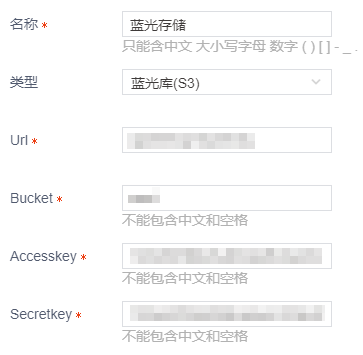 名称 * 蓝光存储
只能含中文 大小写字母 数字 ( ) [ ] - _ .
类型 蓝光库(S3)
Url *
Bucket *
不能包含中文和空格
Accesskey *
不能包含中文和空格
Secretkey *
不能包含中文和空格